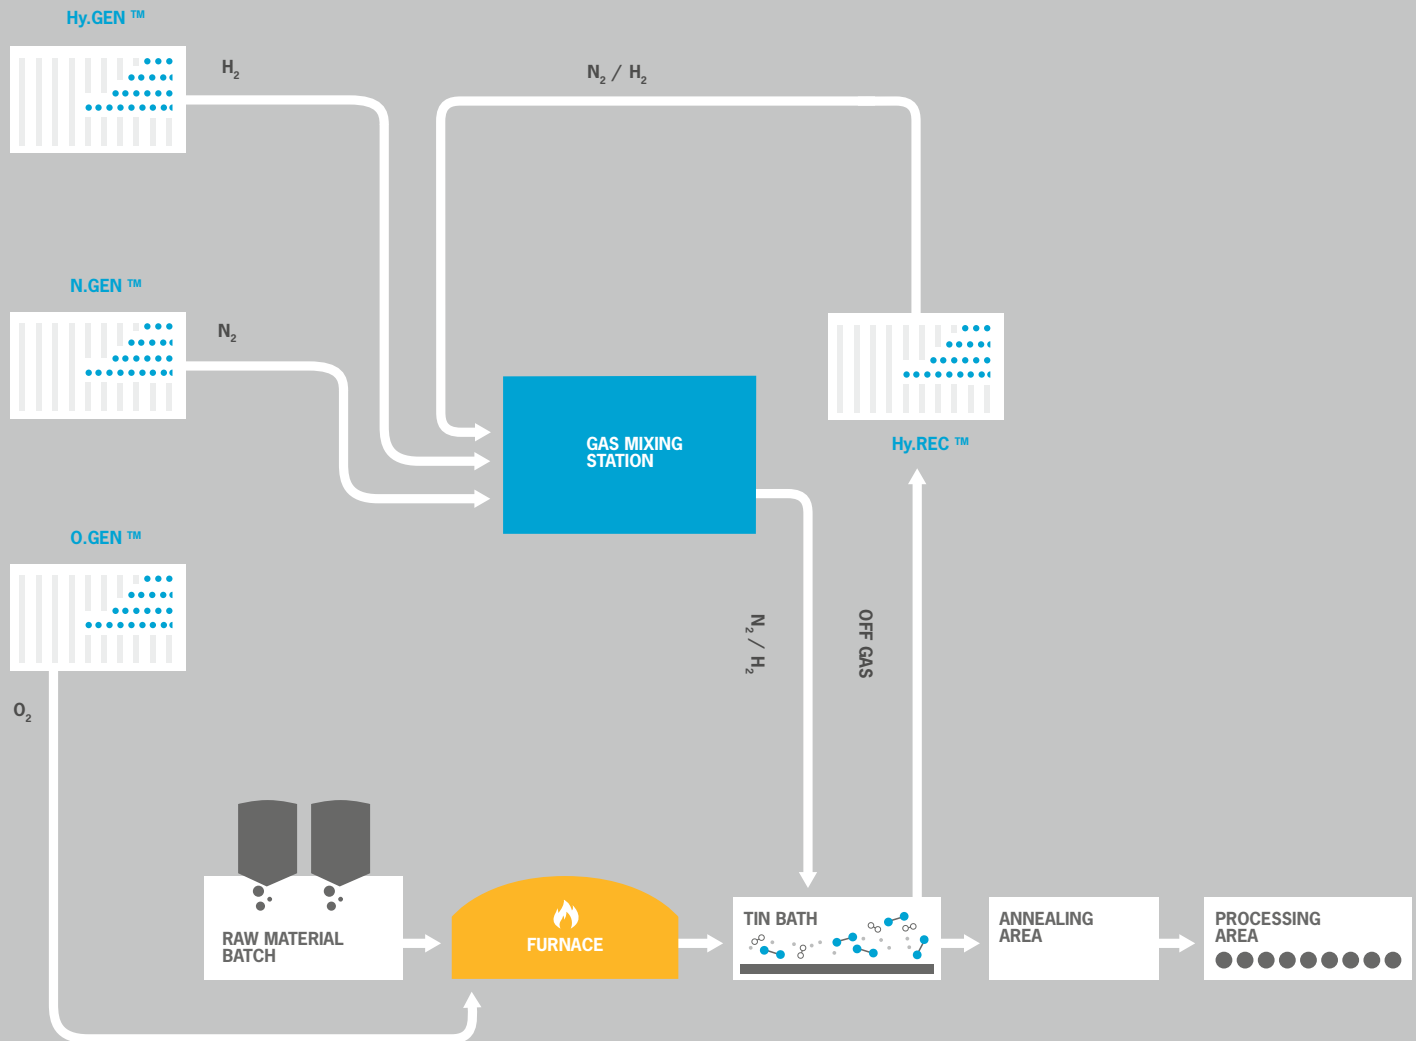 Hy.GEN ™
H₂
N₂ / H₂
N.GEN ™
N₂
GAS MIXING
STATION
Hy.REC ™
O.GEN ™
N₂ / H₂
OFF GAS
O₂
RAW MATERIAL
BATCH
FURNACE
TIN BATH
ANNEALING
AREA
PROCESSING
AREA